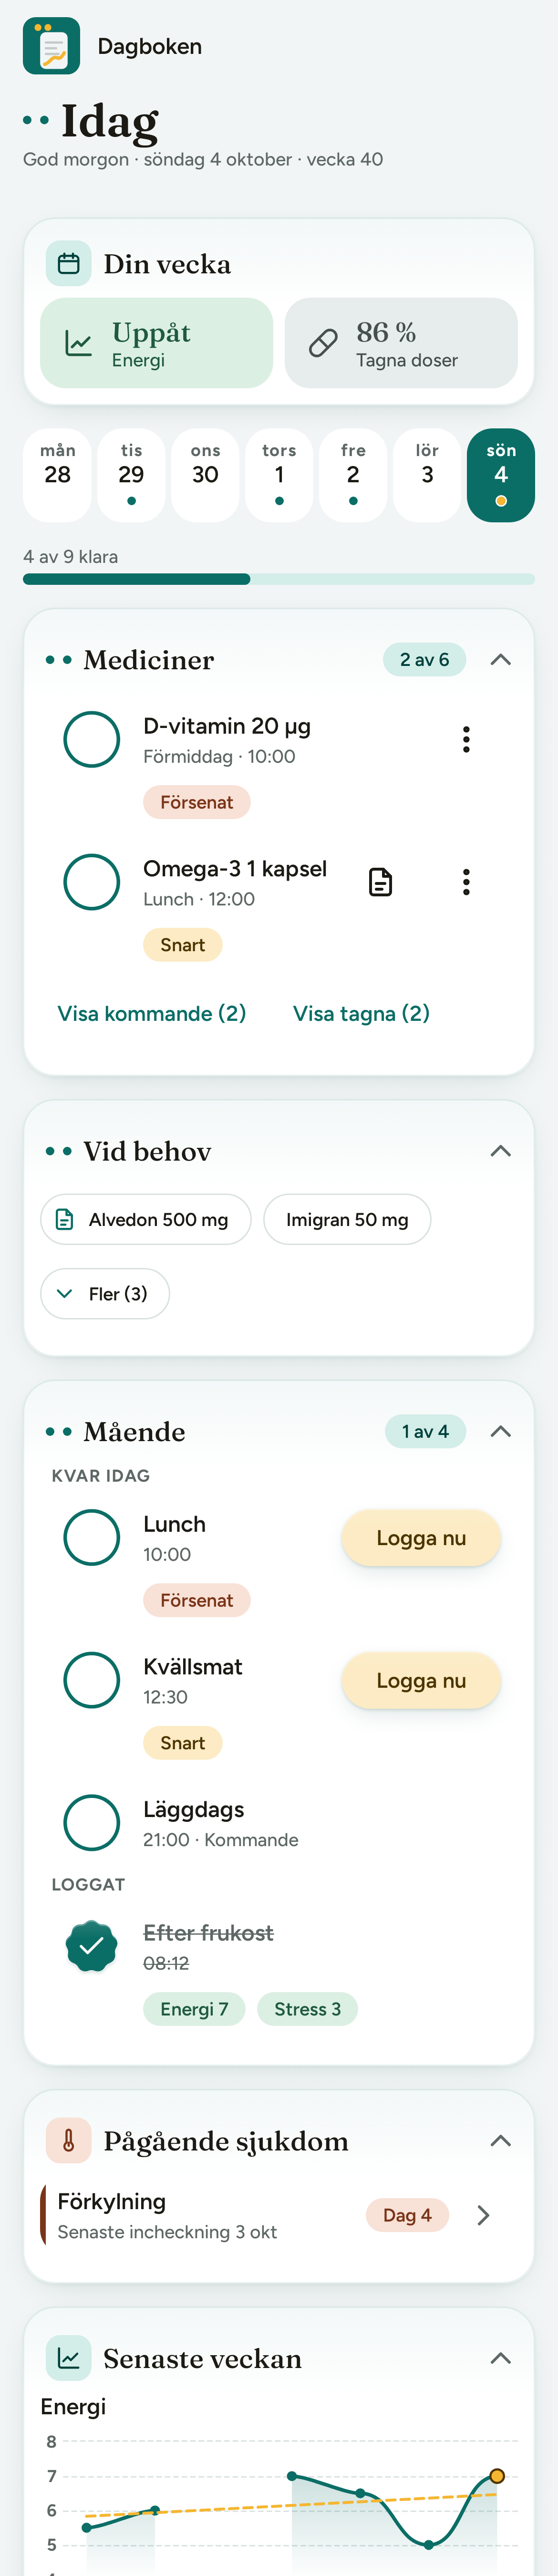 Dagboken
Idag
God morgon · söndag 4 oktober · vecka 40
Din vecka
Uppåt
Energi
86 %
Tagna doser
mån tis ons tors fre lör sön
28 29 30 1 2 3 4
4 av 9 klara
Mediciner
2 av 6
D-vitamin 20 µg
Förmiddag · 10:00
Försenat
Omega-3 1 kapsel
Lunch · 12:00
Snart
Visa kommande (2)
Visa tagna (2)
Vid behov
Alvedon 500 mg
Imigran 50 mg
Fler (3)
Mående
1 av 4
KVAR IDAG
Lunch
10:00
Logga nu
Försenat
Kvällsmat
12:30
Logga nu
Snart
Läggdags
21:00 · Kommande
LOGGAT
Efter frukost
08:12
Energi 7
Stress 3
Pågående sjukdom
Förkylning
Senaste incheckning 3 okt
Dag 4
Senaste veckan
Energi
8
7
6
5